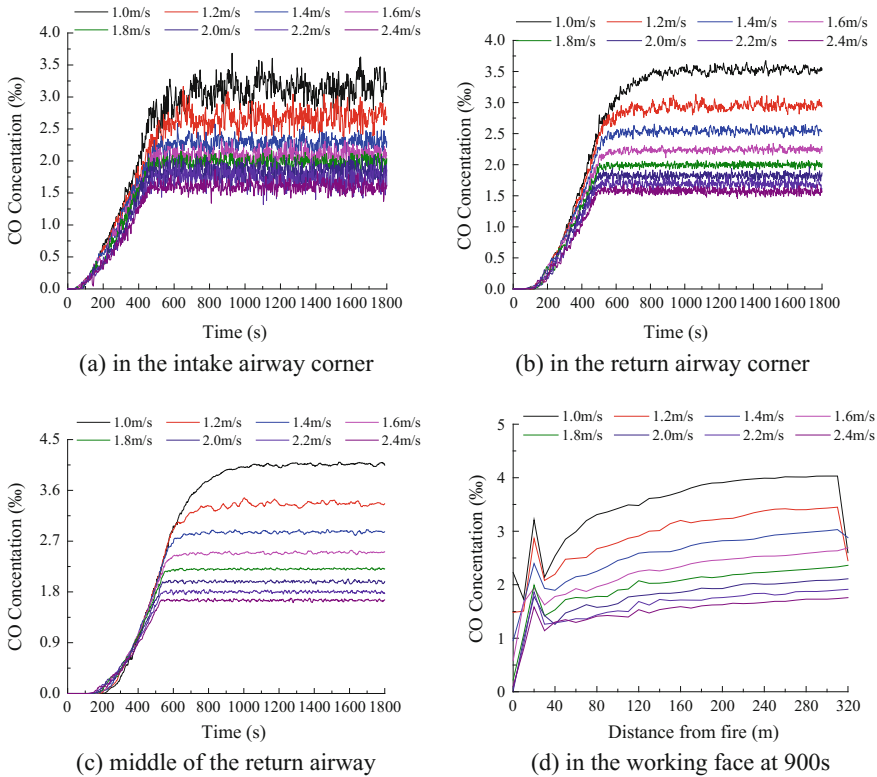 1.0m/s 1.2m/s 1.4m/s 1.6m/s
1.8m/s 2.0m/s 2.2m/s 2.4m/s
4.0
3.5
3.0
2.5
2.0
1.5
1.0
0.5
0.0
CO Concentation (‰)
0 200 400 600 800 1000 1200 1400 1600 1800
Time (s)
(a) in the intake airway corner
1.0m/s 1.2m/s 1.4m/s 1.6m/s
1.8m/s 2.0m/s 2.2m/s 2.4m/s
4.0
3.5
3.0
2.5
2.0
1.5
1.0
0.5
0.0
CO Concentation (‰)
0 200 400 600 800 1000 1200 1400 1600 1800
Time (s)
(b) in the return airway corner
1.0m/s 1.2m/s 1.4m/s 1.6m/s
1.8m/s 2.0m/s 2.2m/s 2.4m/s
4.5
3.6
2.7
1.8
0.9
0.0
CO Concentation (‰)
0 200 400 600 800 1000 1200 1400 1600 1800
Time (s)
(c) middle of the return airway
1.0m/s 1.2m/s 1.4m/s 1.6m/s
1.8m/s 2.0m/s 2.2m/s 2.4m/s
5
4
3
2
1
0
CO Concentation (‰)
0 40 80 120 160 200 240 280 320
Distance from fire (m)
(d) in the working face at 900s